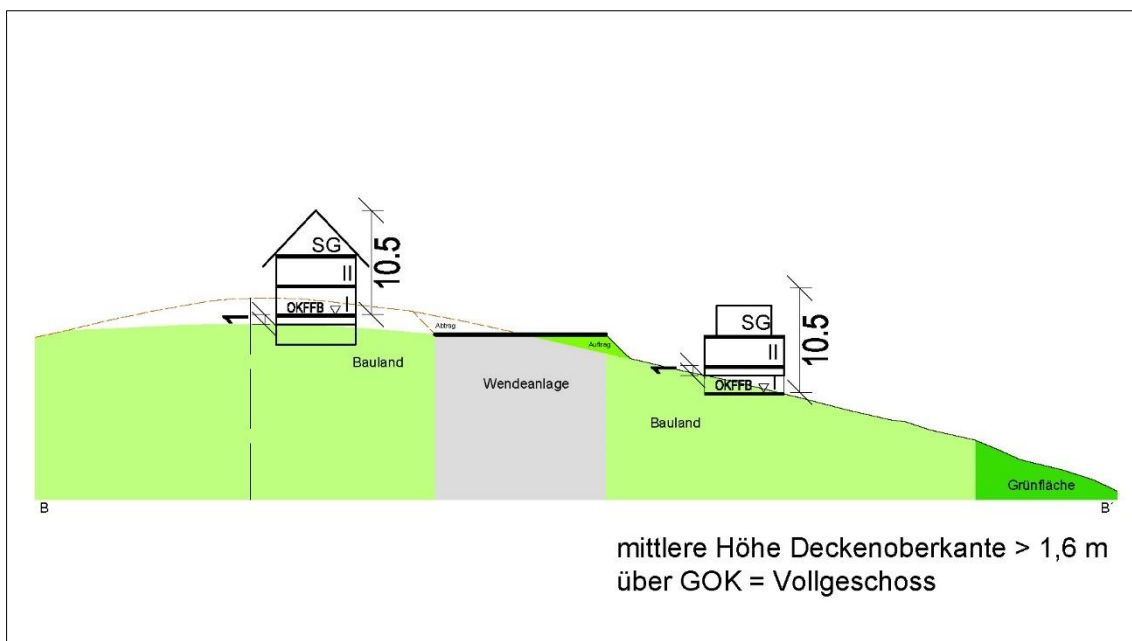 SG
II
OKFFB I
10.5
1
Abtrag
Auftrag
Bauland
Wendeanlage
SG
II
OKFFB I
10.5
1
Bauland
Grünfläche
B
B´
mittlere Höhe Deckenoberkante > 1,6 m
über GOK = Vollgeschoss